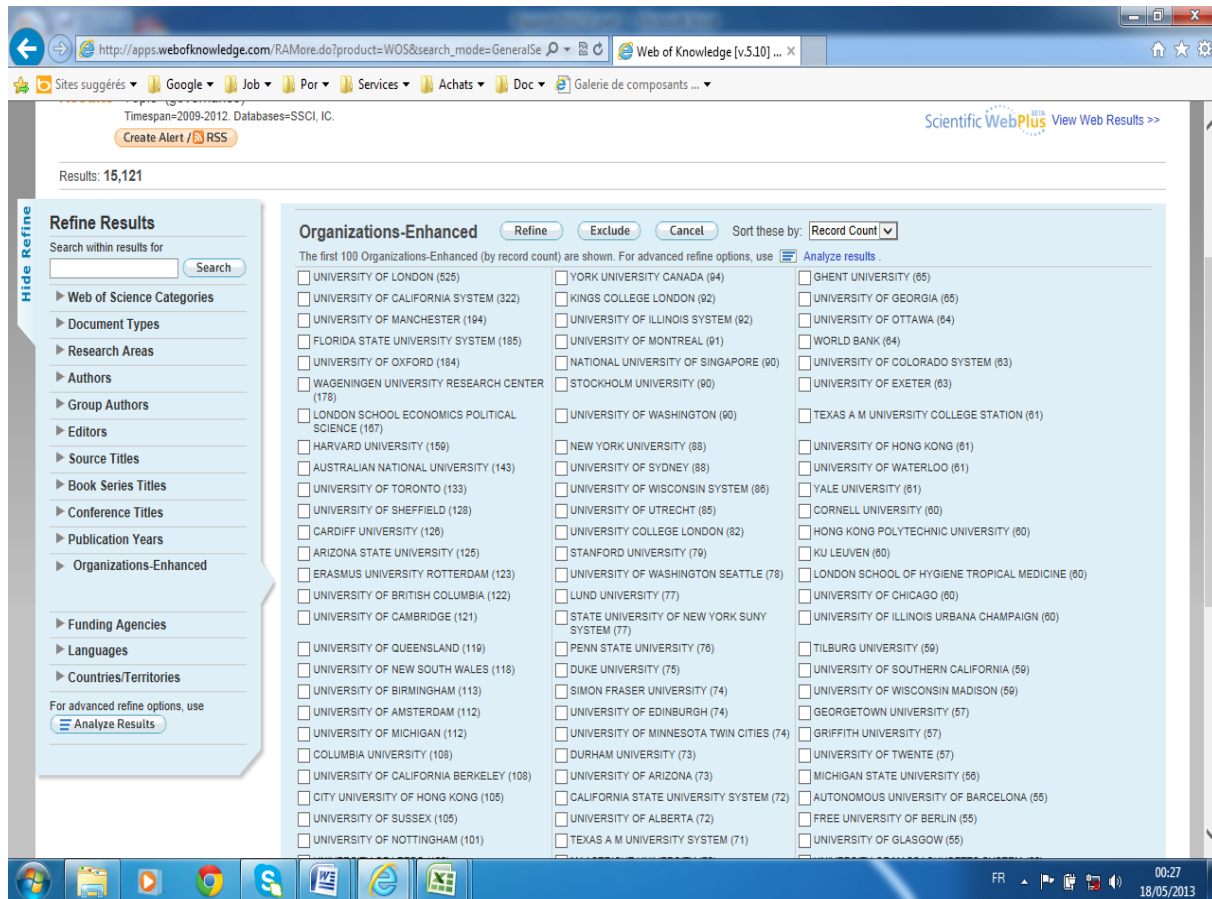 http://apps.webofknowledge.com/RAMore.do?product=WOS&search_mode=GeneralSe
Web of Knowledge [v.5.10] ...
Sites suggérés
Google
Job
Por
Services
Achats
Doc
Galerie de composants ...
Timespan=2009-2012. Databases=SSCI, IC.
Create Alert / RSS
Scientific WebPlus BETA View Web Results >>
Results: 15,121
Hide Refine
Refine Results
Search within results for
Search
Web of Science Categories
Document Types
Research Areas
Authors
Group Authors
Editors
Source Titles
Book Series Titles
Conference Titles
Publication Years
Organizations-Enhanced
Funding Agencies
Languages
Countries/Territories
For advanced refine options, use
Analyze Results
Organizations-Enhanced Refine Exclude Cancel Sort these by: Record Count
The first 100 Organizations-Enhanced (by record count) are shown. For advanced refine options, use Analyze results .
UNIVERSITY OF LONDON (525)
UNIVERSITY OF CALIFORNIA SYSTEM (322)
UNIVERSITY OF MANCHESTER (194)
FLORIDA STATE UNIVERSITY SYSTEM (185)
UNIVERSITY OF OXFORD (184)
WAGENINGEN UNIVERSITY RESEARCH CENTER
(178)
LONDON SCHOOL ECONOMICS POLITICAL
SCIENCE (167)
HARVARD UNIVERSITY (159)
AUSTRALIAN NATIONAL UNIVERSITY (143)
UNIVERSITY OF TORONTO (133)
UNIVERSITY OF SHEFFIELD (128)
CARDIFF UNIVERSITY (126)
ARIZONA STATE UNIVERSITY (125)
ERASMUS UNIVERSITY ROTTERDAM (123)
UNIVERSITY OF BRITISH COLUMBIA (122)
UNIVERSITY OF CAMBRIDGE (121)
UNIVERSITY OF QUEENSLAND (119)
UNIVERSITY OF NEW SOUTH WALES (118)
UNIVERSITY OF BIRMINGHAM (113)
UNIVERSITY OF AMSTERDAM (112)
UNIVERSITY OF MICHIGAN (112)
COLUMBIA UNIVERSITY (108)
UNIVERSITY OF CALIFORNIA BERKELEY (108)
CITY UNIVERSITY OF HONG KONG (105)
UNIVERSITY OF SUSSEX (105)
UNIVERSITY OF NOTTINGHAM (101)
YORK UNIVERSITY CANADA (94)
KINGS COLLEGE LONDON (92)
UNIVERSITY OF ILLINOIS SYSTEM (92)
UNIVERSITY OF MONTREAL (91)
NATIONAL UNIVERSITY OF SINGAPORE (90)
STOCKHOLM UNIVERSITY (90)
UNIVERSITY OF WASHINGTON (90)
NEW YORK UNIVERSITY (88)
UNIVERSITY OF SYDNEY (88)
UNIVERSITY OF WISCONSIN SYSTEM (86)
UNIVERSITY OF UTRECHT (85)
UNIVERSITY COLLEGE LONDON (82)
STANFORD UNIVERSITY (79)
UNIVERSITY OF WASHINGTON SEATTLE (78)
LUND UNIVERSITY (77)
STATE UNIVERSITY OF NEW YORK SUNY
SYSTEM (77)
PENN STATE UNIVERSITY (76)
DUKE UNIVERSITY (75)
SIMON FRASER UNIVERSITY (74)
UNIVERSITY OF EDINBURGH (74)
UNIVERSITY OF MINNESOTA TWIN CITIES (74)
DURHAM UNIVERSITY (73)
UNIVERSITY OF ARIZONA (73)
CALIFORNIA STATE UNIVERSITY SYSTEM (72)
UNIVERSITY OF ALBERTA (72)
TEXAS A M UNIVERSITY SYSTEM (71)
GHENT UNIVERSITY (65)
UNIVERSITY OF GEORGIA (65)
UNIVERSITY OF OTTAWA (64)
WORLD BANK (64)
UNIVERSITY OF COLORADO SYSTEM (63)
UNIVERSITY OF EXETER (63)
TEXAS A M UNIVERSITY COLLEGE STATION (61)
UNIVERSITY OF HONG KONG (61)
UNIVERSITY OF WATERLOO (61)
YALE UNIVERSITY (61)
CORNELL UNIVERSITY (60)
HONG KONG POLYTECHNIC UNIVERSITY (60)
KU LEUVEN (60)
LONDON SCHOOL OF HYGIENE TROPICAL MEDICINE (60)
UNIVERSITY OF CHICAGO (60)
UNIVERSITY OF ILLINOIS URBANA CHAMPAIGN (60)
TILBURG UNIVERSITY (59)
UNIVERSITY OF SOUTHERN CALIFORNIA (59)
UNIVERSITY OF WISCONSIN MADISON (59)
GEORGETOWN UNIVERSITY (57)
GRIFFITH UNIVERSITY (57)
UNIVERSITY OF TWENTE (57)
MICHIGAN STATE UNIVERSITY (56)
AUTONOMOUS UNIVERSITY OF BARCELONA (55)
FREE UNIVERSITY OF BERLIN (55)
UNIVERSITY OF GLASGOW (55)
FR
00:27
18/05/2013